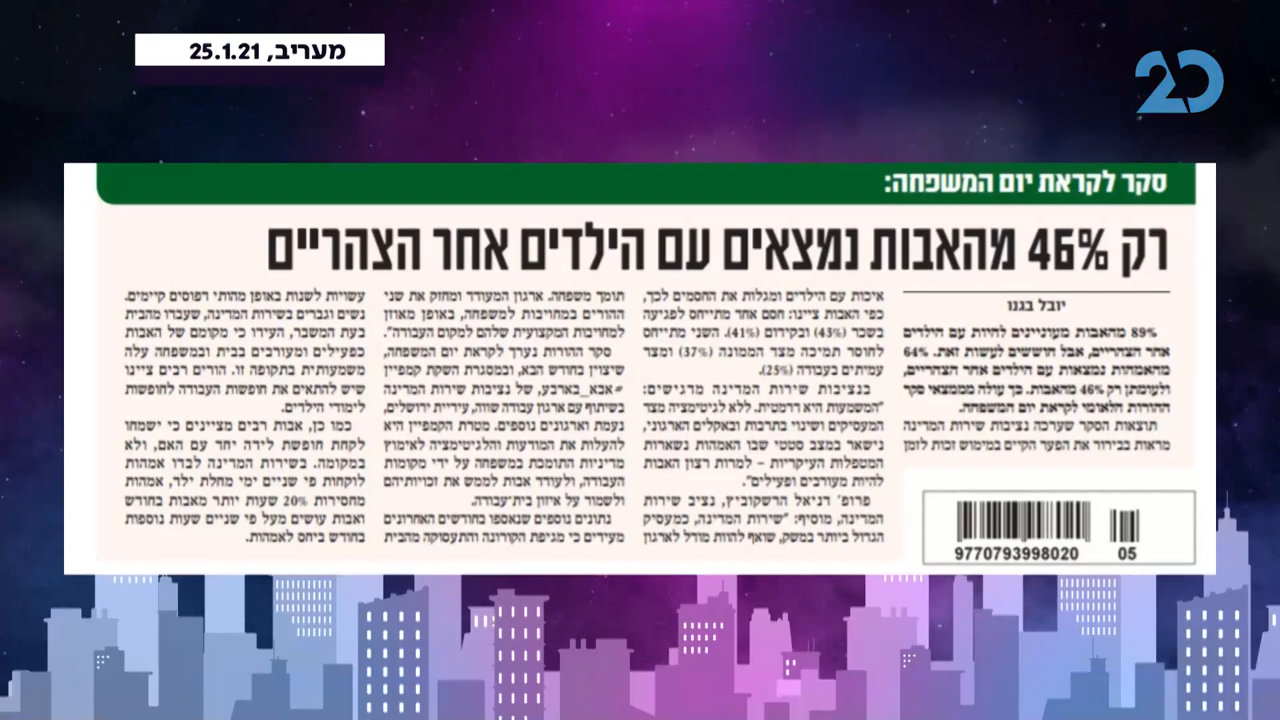 מעריב, 25.1.21
20
סקר לקראת יום המשפחה:
רק 46% מהאבות נמצאים עם הילדים אחר הצהריים
יובל בגנו
89% מהאבות מעוניינים להיות עם הילדים
אחר הצהריים, אבל חוששים לעשות זאת. 64%
מהאמהות נמצאות עם הילדים אחר הצהריים,
ולעומתן רק 46% מהאבות. כך עולה מממצאי סקר
ההורות הלאומי לקראת יום המשפחה.
תוצאות הסקר שערכה נציבות שירות המדינה
מראות בבירור את הפער הקיים במימוש זכות לזמן
איכות עם הילדים ומגלות את החסמים לכך,
כפי האבות ציינו: חסם אחד מתייחס לפגיעה
בשכר (43%) ובקידום (41%). השני מתייחס
לחוסר תמיכה מצד הממונה (37%) ומצד
עמיתים בעבודה (25%).
בנציבות שירות המדינה מדגישים:
"המשמעות היא דרמטית. ללא לגיטימציה מצד
המעסיקים ושינוי בתרבות ובאקלים הארגוני,
נישאר במצב סטטי שבו האמהות נשארות
המטפלות העיקריות – למרות רצון האבות
להיות מעורבים ופעילים".
פרופ' דניאל הרשקוביץ, נציב שירות
המדינה, מוסיף: "שירות המדינה, כמעסיק
הגדול ביותר במשק, שואף להוות מודל לארגון
תומך משפחה. ארגון המעודד ומחזק את שני
ההורים במחויבות למשפחה, באופן מאוזן
למחויבות המקצועית שלהם למקום העבודה".
סקר ההורות נערך לקראת יום המשפחה,
שיצוין בחודש הבא, ובמסגרת השקת קמפיין
#אבא_בארבע, של נציבות שירות המדינה
בשיתוף עם ארגון עבודה שווה, עיריית ירושלים,
נעמת וארגונים נוספים. מטרת הקמפיין היא
להעלות את המודעות והלגיטימציה לאימוץ
מדיניות התומכת במשפחה על ידי מקומות
העבודה, ולעודד אבות לממש את זכויותיהם
ולשמור על איזון בית־עבודה.
נתונים נוספים שנאספו בחודשים האחרונים
מעידים כי מגיפת הקורונה והתעסוקה מהבית
עשויות לשנות באופן מהותי דפוסים קיימים.
נשים וגברים בשירות המדינה, שעבדו מהבית
בעת המשבר, העידו כי מקומם של האבות
כפעילים ומעורבים בבית ובמשפחה עלה
משמעותית בתקופה זו. הורים רבים ציינו
שיש להתאים את חופשות העבודה לחופשות
לימודי הילדים.
כמו כן, אבות רבים מציינים כי ישמחו
לקחת חופשת לידה יחד עם האם, ולא
במקומה. בשירות המדינה לבדו אמהות
לוקחות פי שניים ימי מחלת ילד, אמהות
מחסירות 20% שעות יותר מאבות בחודש
ואבות עושים מעל פי שניים שעות נוספות
בחודש ביחס לאמהות.
9770793998020
05